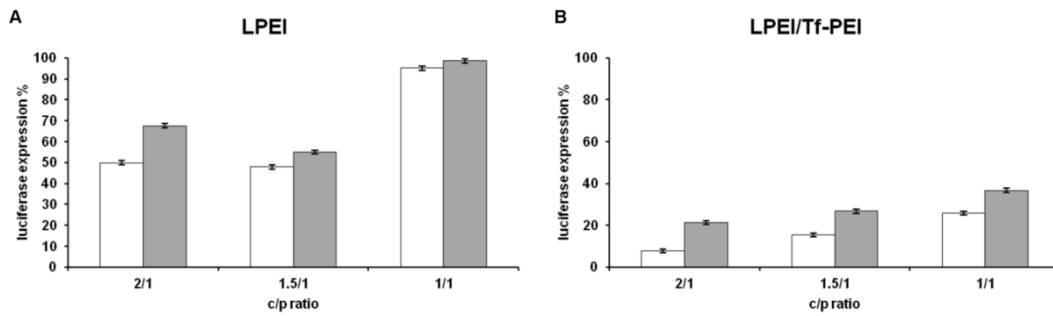 A
LPEI
luciferase expression %
100
90
80
70
60
50
40
30
20
10
0
2/1
1.5/1
1/1
c/p ratio
B
LPEI/Tf-PEI
luciferase expression %
100
80
60
40
20
0
2/1
1.5/1
1/1
c/p ratio